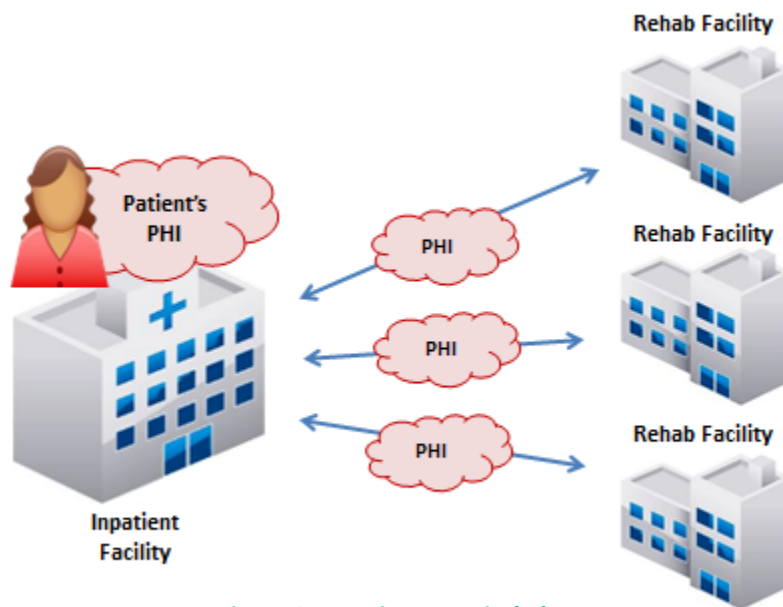 Rehab Facility
Patient's
PHI
PHI
Rehab Facility
PHI
Rehab Facility
PHI
Inpatient
Facility